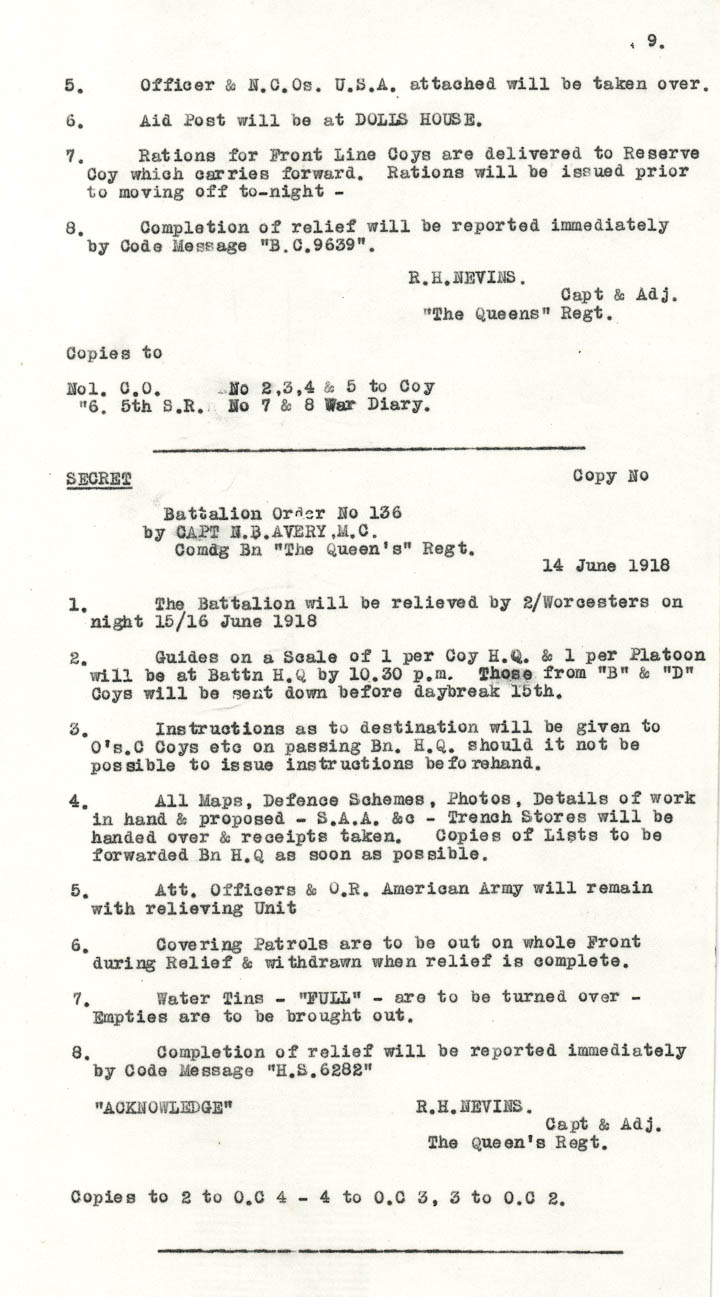 9.
5. Officer & N.C.Os. U.S.A. attached will be taken over.
6. Aid Post will be at DOLLS HOUSE.
7. Rations for Front Line Coys are delivered to Reserve
Coy which carries forward. Rations will be issued prior
to moving off to-night -
8. Completion of relief will be reported immediately
by Code Message "B.C.9639".
R.H.NEVINS.
Capt & Adj.
"The Queens" Regt.
Copies to
No1. C.O. No 2,3,4 & 5 to Coy
"6. 5th S.R. No 7 & 8 War Diary.
SECRET Copy No
Battalion Order No 136
by CAPT N.B.AVERY,M.C.
Comdg Bn "The Queen's" Regt.
14 June 1918
1. The Battalion will be relieved by 2/Worcesters on
night 15/16 June 1918
2. Guides on a Scale of 1 per Coy H.Q. & 1 per Platoon
will be at Battn H.Q by 10.30 p.m. Those from "B" & "D"
Coys will be sent down before daybreak 15th.
3. Instructions as to destination will be given to
O's.C Coys etc on passing Bn. H.Q. should it not be
possible to issue instructions beforehand.
4. All Maps, Defence Schemes, Photos, Details of work
in hand & proposed - S.A.A. &c - Trench Stores will be
handed over & receipts taken. Copies of Lists to be
forwarded Bn H.Q as soon as possible.
5. Att. Officers & O.R. American Army will remain
with relieving Unit
6. Covering Patrols are to be out on whole Front
during Relief & withdrawn when relief is complete.
7. Water Tins - "FULL" - are to be turned over -
Empties are to be brought out.
8. Completion of relief will be reported immediately
by Code Message "H.S.6282"
"ACKNOWLEDGE" R.H.NEVINS.
Capt & Adj.
The Queen's Regt.
Copies to 2 to O.C 4 - 4 to O.C 3, 3 to O.C 2.